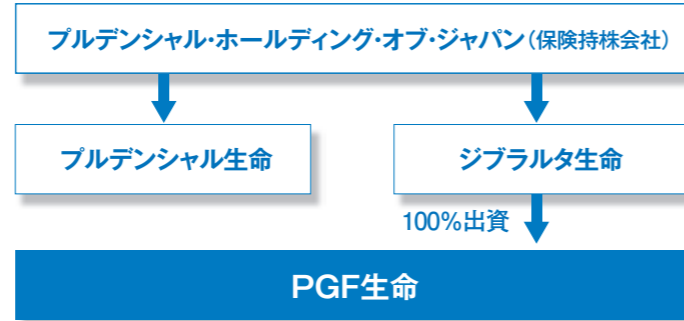 プルデンシャル・ホールディング・オブ・ジャパン(保険持株会社)
プルデンシャル生命
ジブラルタ生命
100%出資
PGF生命